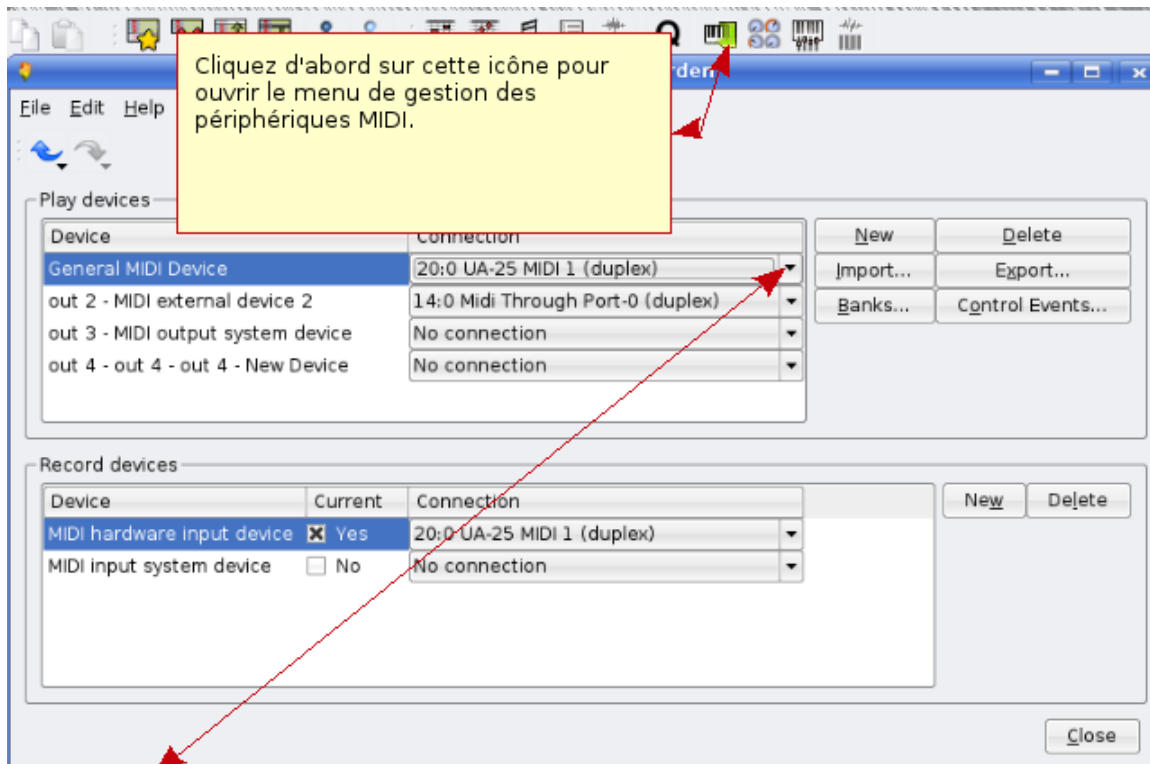 Cliquez d'abord sur cette icône pour
ouvrir le menu de gestion des
périphériques MIDI.
File Edit Help
Play devices
Device Connection
General MIDI Device 20:0 UA-25 MIDI 1 (duplex)
out 2 - MIDI external device 2 14:0 Midi Through Port-0 (duplex)
out 3 - MIDI output system device No connection
out 4 - out 4 - out 4 - New Device No connection
New Delete
Import... Export...
Banks... Control Events...
Record devices
Device Current Connection
MIDI hardware input device Yes 20:0 UA-25 MIDI 1 (duplex)
MIDI input system device No No connection
New Delete
Close